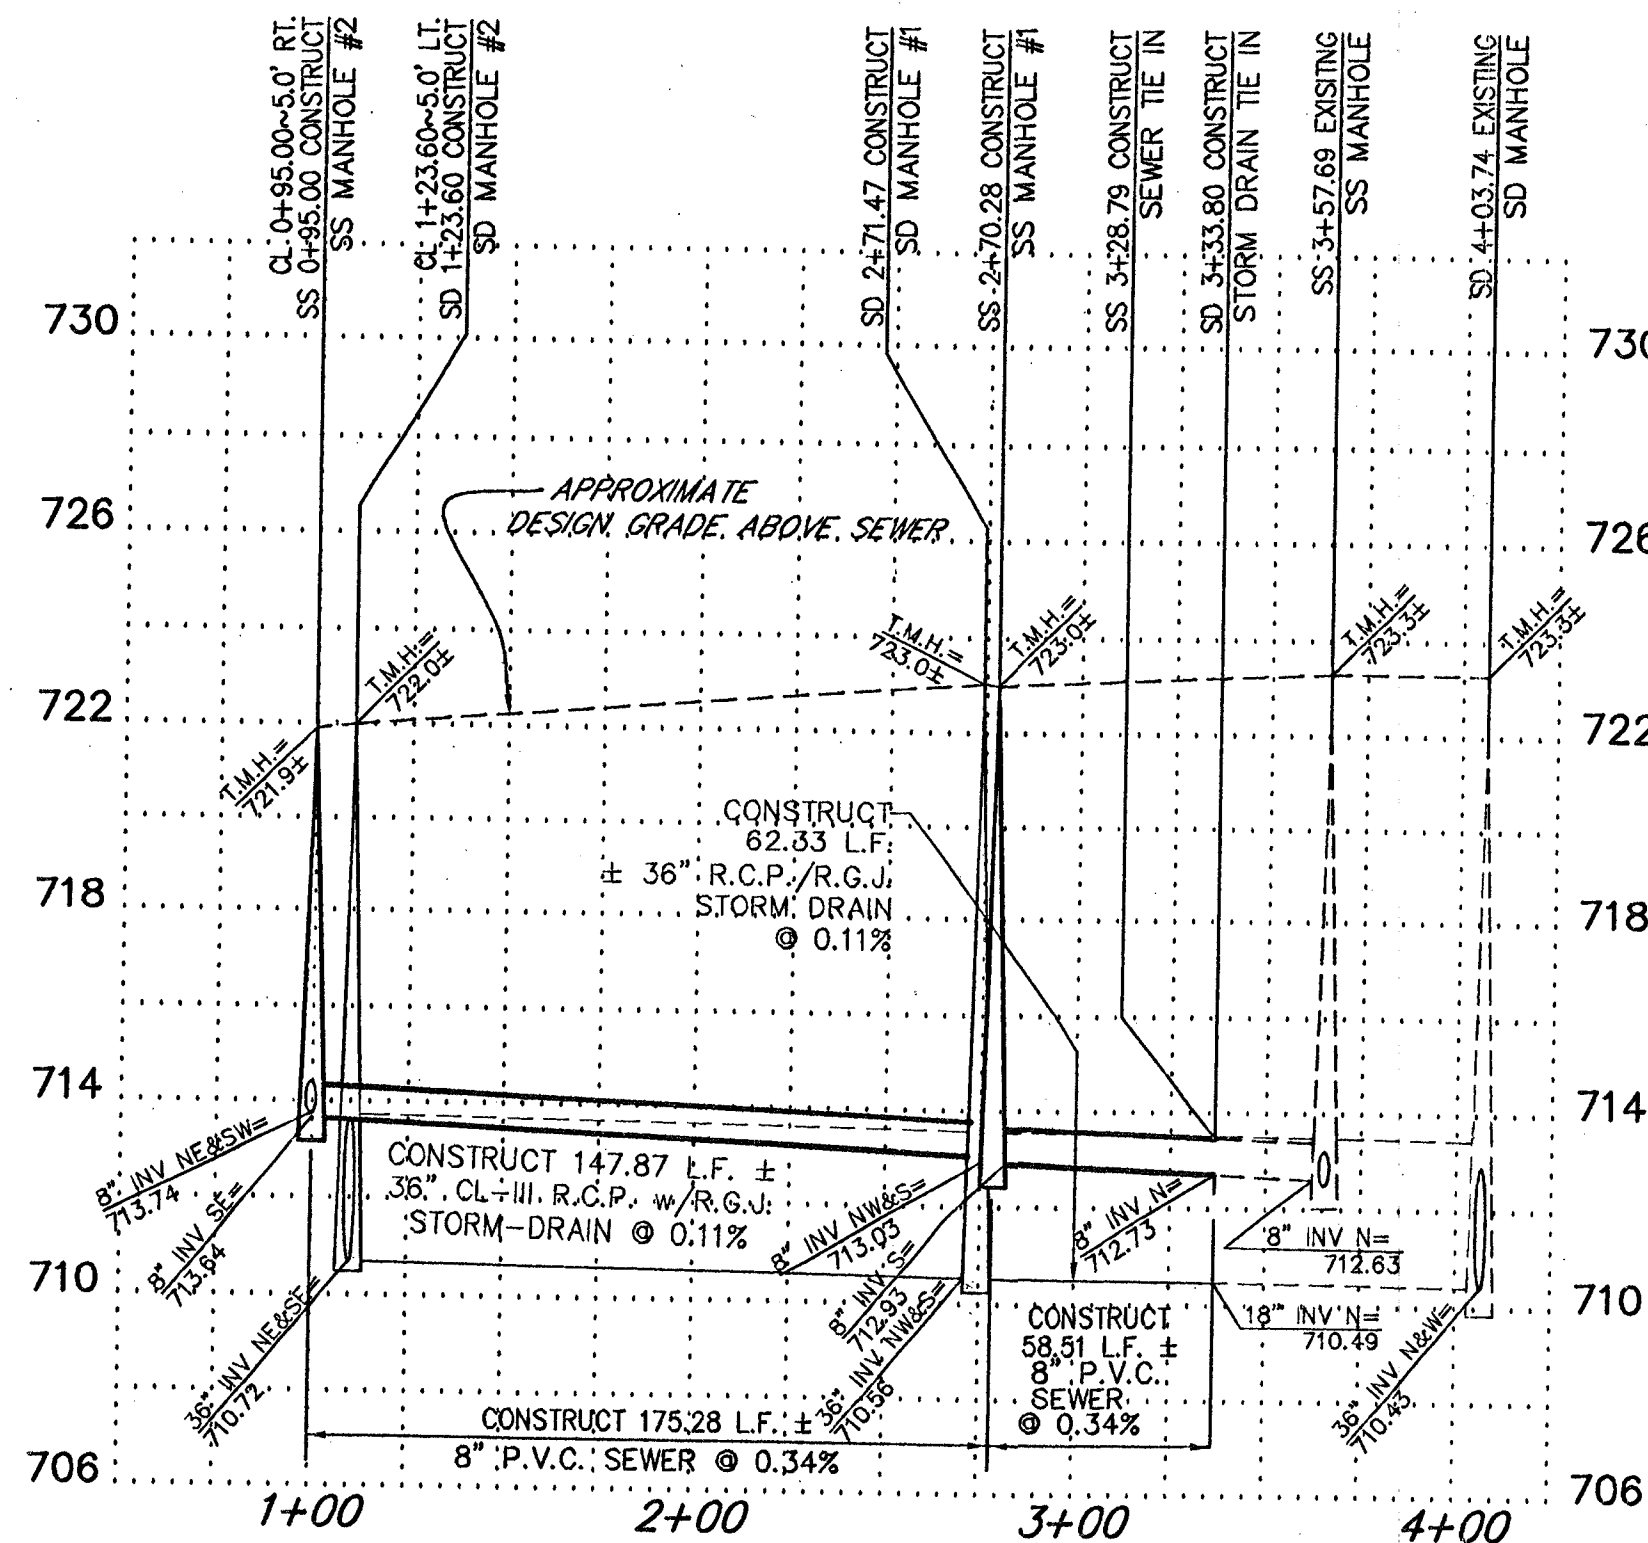 CL 0+95.00~5.0' RT.
SS 0+95.00 CONSTRUCT
SS MANHOLE #2
CL 1+23.60~5.0' LT.
SD 1+23.60 CONSTRUCT
SD MANHOLE #2
SD 2+71.47 CONSTRUCT
SD MANHOLE #1
SS 2+70.28 CONSTRUCT
SS MANHOLE #1
SS 3+28.79 CONSTRUCT
SEWER TIE IN
SD 3+33.80 CONSTRUCT
STORM DRAIN TIE IN
SS 3+57.69 EXISITNG
SS MANHOLE
SD 4+03.74 EXISTING
SD MANHOLE
730
730
726
726
APPROXIMATE
DESIGN GRADE ABOVE SEWER
722
722
T.M.H.=
721.9±
T.M.H.=
722.0±
T.M.H.=
723.0±
T.M.H.=
723.0±
T.M.H.=
723.3±
T.M.H.=
723.3±
CONSTRUCT
62.33 L.F.
± 36" R.C.P./R.G.J.
STORM DRAIN
@ 0.11%
718
718
714
714
8" INV NE&SW=
713.74
8" INV SE=
713.64
CONSTRUCT 147.87 L.F. ±
36" CL-III R.C.P. w/R.G.J.
STORM-DRAIN @ 0.11%
8" INV NW&S=
713.03
8" INV S=
712.93
8" INV N=
712.73
8" INV N=
712.63
710
710
36" INV NE&SE=
710.72
36" INV NW&S=
710.56
18" INV N=
710.49
36" INV N&W=
710.43
CONSTRUCT
58.51 L.F. ±
8" P.V.C.
SEWER
@ 0.34%
CONSTRUCT 175.28 L.F. ±
8" P.V.C. SEWER @ 0.34%
706
706
1+00
2+00
3+00
4+00